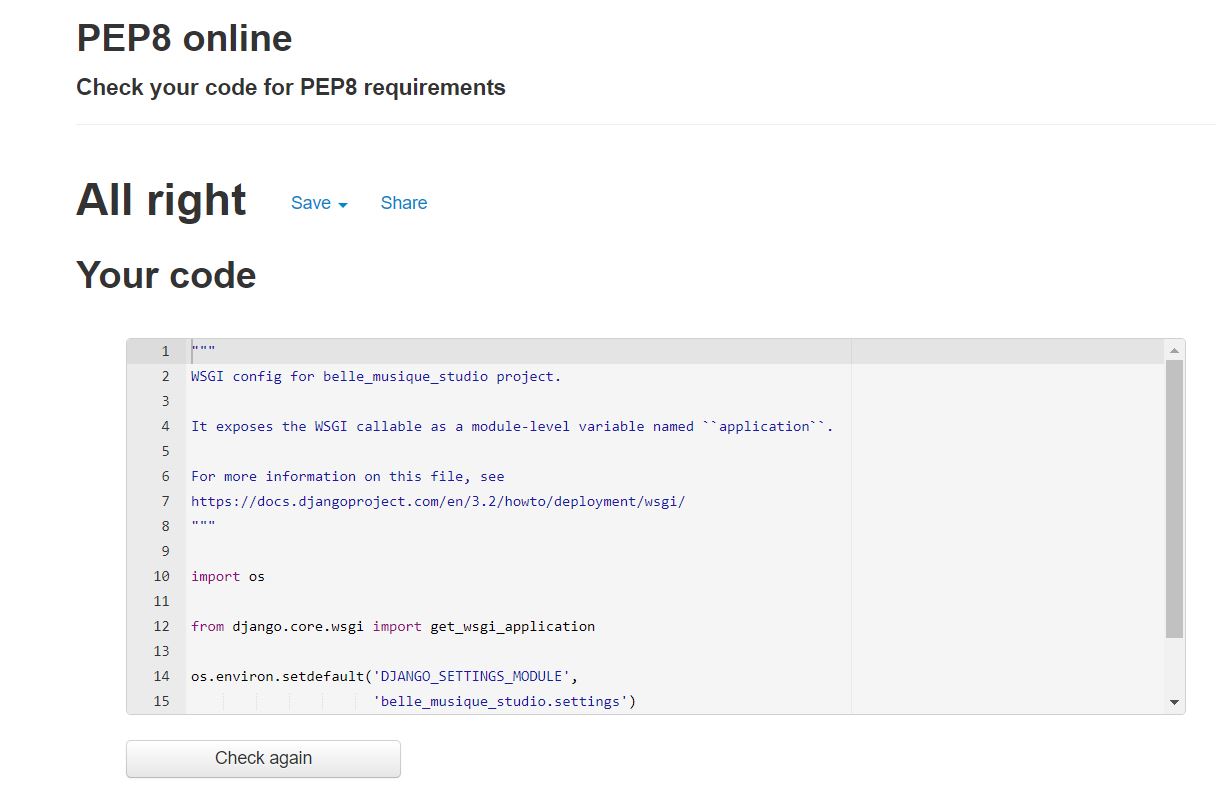 PEP8 online
Check your code for PEP8 requirements
All right Save Share
Your code
1 """
2 WSGI config for belle_musique_studio project.
3
4 It exposes the WSGI callable as a module-level variable named ``application``.
5
6 For more information on this file, see
7 https://docs.djangoproject.com/en/3.2/howto/deployment/wsgi/
8 """
9
10 import os
11
12 from django.core.wsgi import get_wsgi_application
13
14 os.environ.setdefault('DJANGO_SETTINGS_MODULE',
15                       'belle_musique_studio.settings')
Check again